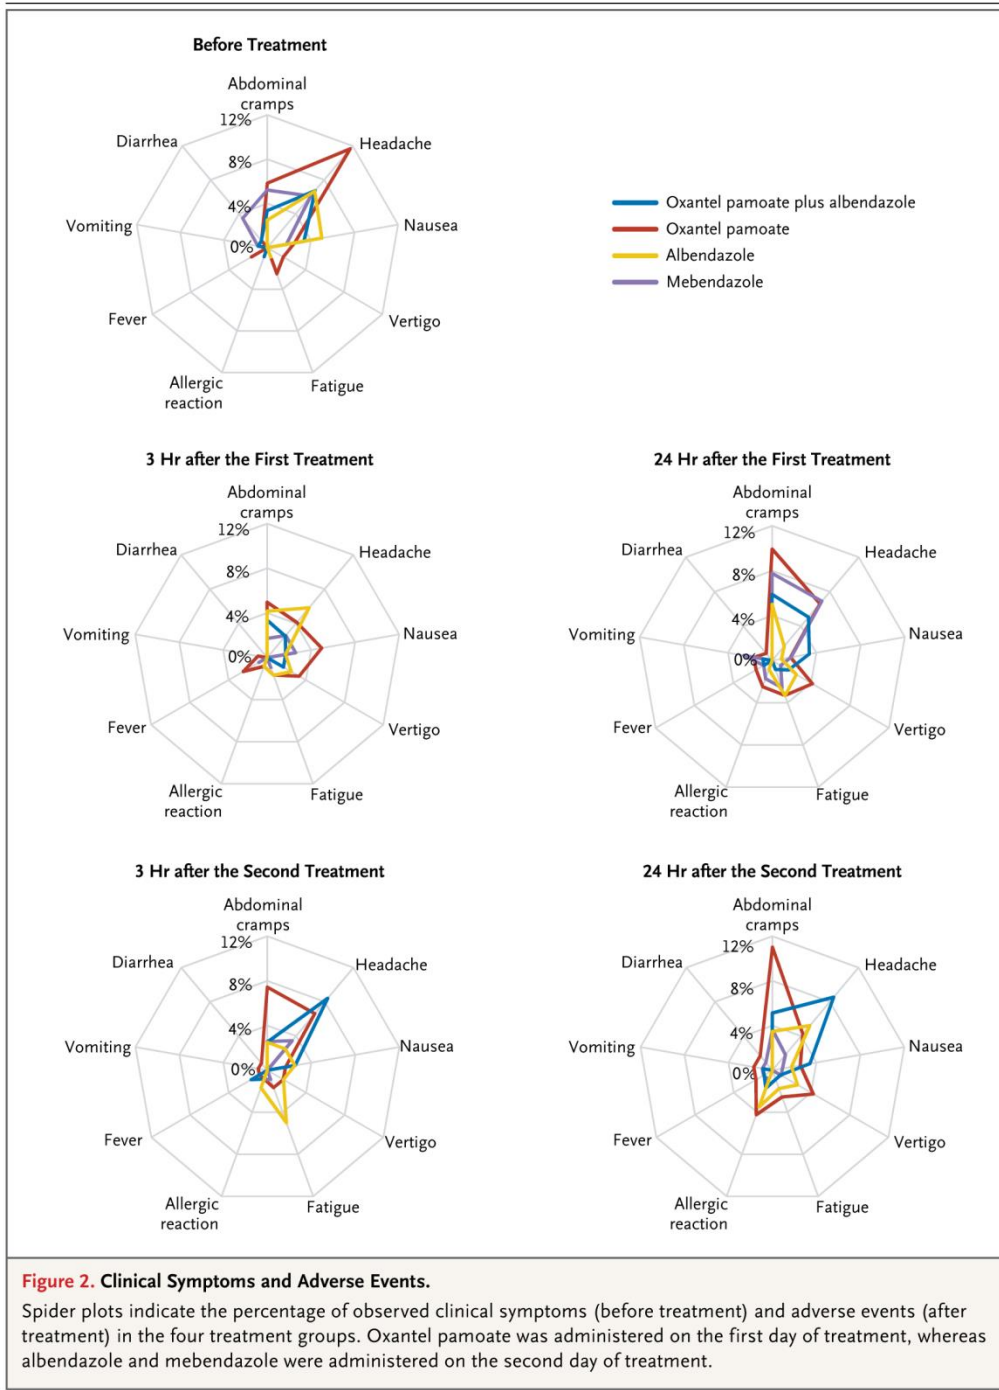 Before Treatment
Abdominal
cramps
12%
Diarrhea
Headache
8%
4%
Vomiting
Nausea
0%
Fever
Vertigo
Allergic
reaction
Fatigue
Oxantel pamoate plus albendazole
Oxantel pamoate
Albendazole
Mebendazole
3 Hr after the First Treatment
Abdominal
cramps
12%
Diarrhea
Headache
8%
4%
Vomiting
Nausea
0%
Fever
Vertigo
Allergic
reaction
Fatigue
24 Hr after the First Treatment
Abdominal
cramps
12%
Diarrhea
Headache
8%
4%
Vomiting
Nausea
0%
Fever
Vertigo
Allergic
reaction
Fatigue
3 Hr after the Second Treatment
Abdominal
cramps
12%
Diarrhea
Headache
8%
4%
Vomiting
Nausea
0%
Fever
Vertigo
Allergic
reaction
Fatigue
24 Hr after the Second Treatment
Abdominal
cramps
12%
Diarrhea
Headache
8%
4%
Vomiting
Nausea
0%
Fever
Vertigo
Allergic
reaction
Fatigue
Figure 2. Clinical Symptoms and Adverse Events.
Spider plots indicate the percentage of observed clinical symptoms (before treatment) and adverse events (after
treatment) in the four treatment groups. Oxantel pamoate was administered on the first day of treatment, whereas
albendazole and mebendazole were administered on the second day of treatment.